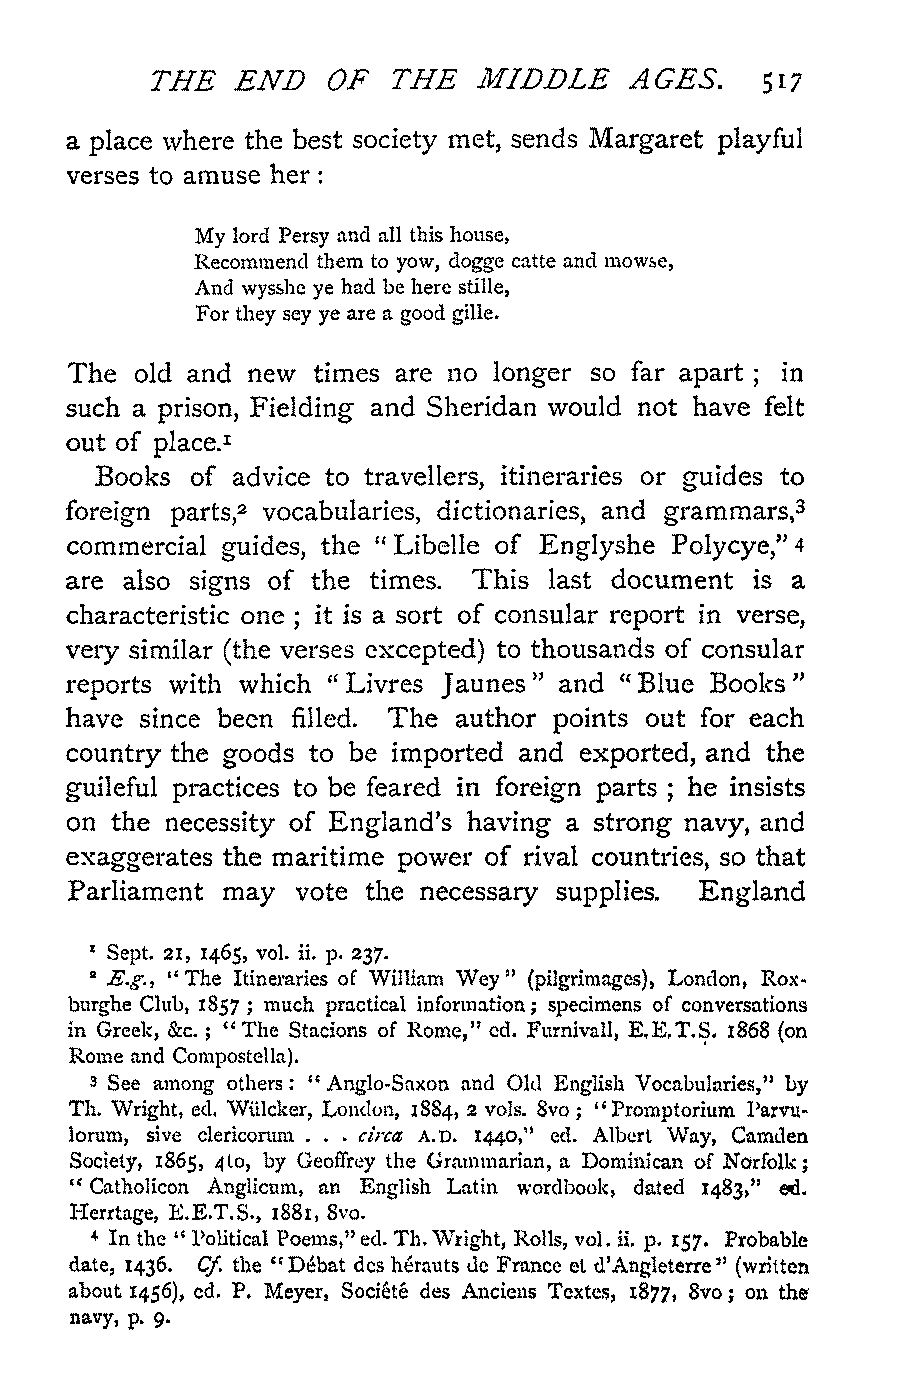 THE END OF THE MIDDLE AGES. 517
a place where the best society met, sends Margaret playful
verses to amuse her :
My lord Persy and all this house,
Recommend them to yow, dogge catte and mowse,
And wysshe ye had be here stille,
For they sey ye are a good gille.
The old and new times are no longer so far apart ; in
such a prison, Fielding and Sheridan would not have felt
out of place.¹
Books of advice to travellers, itineraries or guides to
foreign parts,² vocabularies, dictionaries, and grammars,³
commercial guides, the “ Libelle of Englyshe Polycye,” ⁴
are also signs of the times. This last document is a
characteristic one ; it is a sort of consular report in verse,
very similar (the verses excepted) to thousands of consular
reports with which “ Livres Jaunes ” and “ Blue Books ”
have since been filled. The author points out for each
country the goods to be imported and exported, and the
guileful practices to be feared in foreign parts ; he insists
on the necessity of England's having a strong navy, and
exaggerates the maritime power of rival countries, so that
Parliament may vote the necessary supplies. England
¹ Sept. 21, 1465, vol. ii. p. 237.
² E.g., “ The Itineraries of William Wey ” (pilgrimages), London, Rox-
burghe Club, 1857 ; much practical information ; specimens of conversations
in Greek, &c. ; “ The Stacions of Rome,” ed. Furnivall, E.E.T.S. 1868 (on
Rome and Compostella).
³ See among others : “ Anglo-Saxon and Old English Vocabularies,” by
Th. Wright, ed. Wülcker, London, 1884, 2 vols. 8vo ; “ Promptorium Parvu-
lorum, sive clericorum . . . circa A.D. 1440,” ed. Albert Way, Camden
Society, 1865, 4to, by Geoffrey the Grammarian, a Dominican of Norfolk ;
“ Catholicon Anglicum, an English Latin wordbook, dated 1483,” ed.
Herrtage, E.E.T.S., 1881, 8vo.
⁴ In the “ Political Poems,” ed. Th. Wright, Rolls, vol. ii. p. 157. Probable
date, 1436. Cf. the “ Débat des hérauts de France et d'Angleterre ” (written
about 1456), ed. P. Meyer, Société des Anciens Textes, 1877, 8vo ; on the
navy, p. 9.